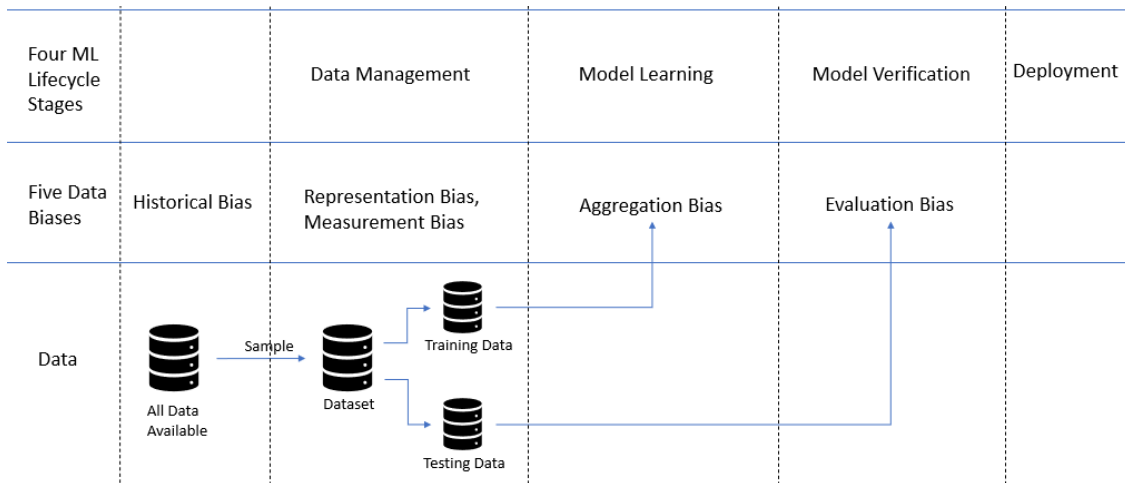 Four ML
Lifecycle
Stages
Data Management
Model Learning
Model Verification
Deployment
Five Data
Biases
Historical Bias
Representation Bias,
Measurement Bias
Aggregation Bias
Evaluation Bias
Data
All Data
Available
Sample
Dataset
Training Data
Testing Data